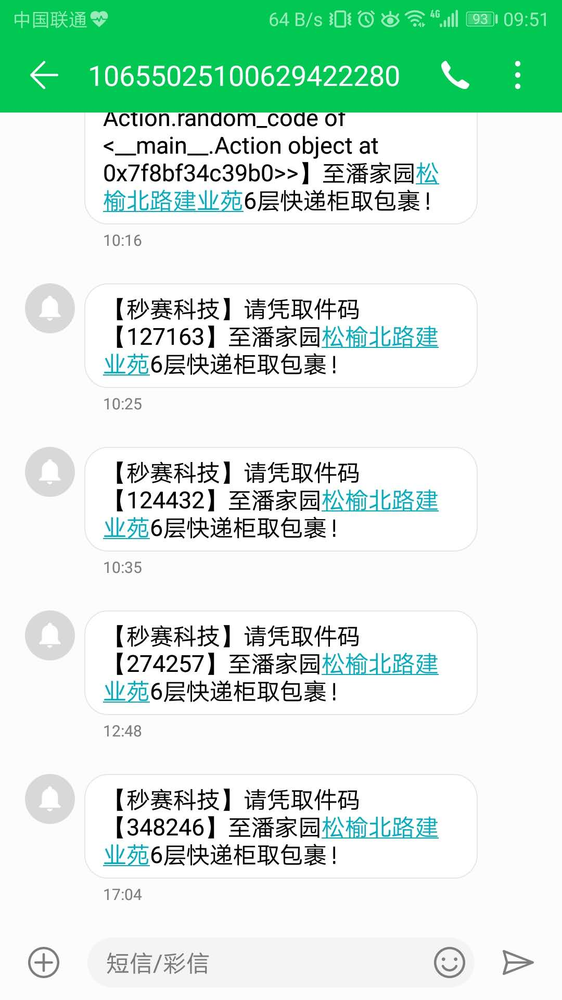 中国联通 64 B/s 4G 93 09:51
10655025100629422280
Action.random_code of
<__main__.Action object at
0x7f8bf34c39b0>>】至潘家园松
榆北路建业苑6层快递柜取包裹!
10:16
【秒赛科技】请凭取件码
【127163】至潘家园松榆北路建
业苑6层快递柜取包裹!
10:25
【秒赛科技】请凭取件码
【124432】至潘家园松榆北路建
业苑6层快递柜取包裹!
10:35
【秒赛科技】请凭取件码
【274257】至潘家园松榆北路建
业苑6层快递柜取包裹!
12:48
【秒赛科技】请凭取件码
【348246】至潘家园松榆北路建
业苑6层快递柜取包裹!
17:04
短信/彩信